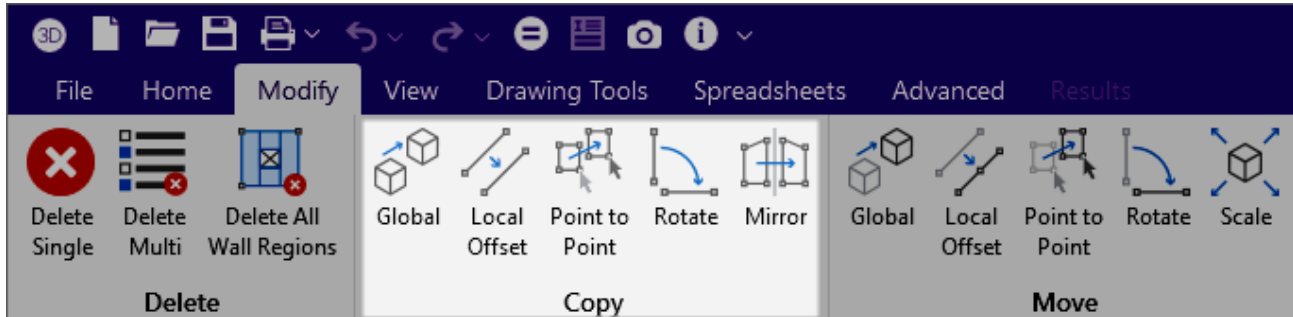 3D
File Home Modify View Drawing Tools Spreadsheets Advanced Results
Delete Single
Delete Multi
Delete All Wall Regions
Global
Local Offset
Point to Point
Rotate
Mirror
Global
Local Offset
Point to Point
Rotate
Scale
Delete Copy Move